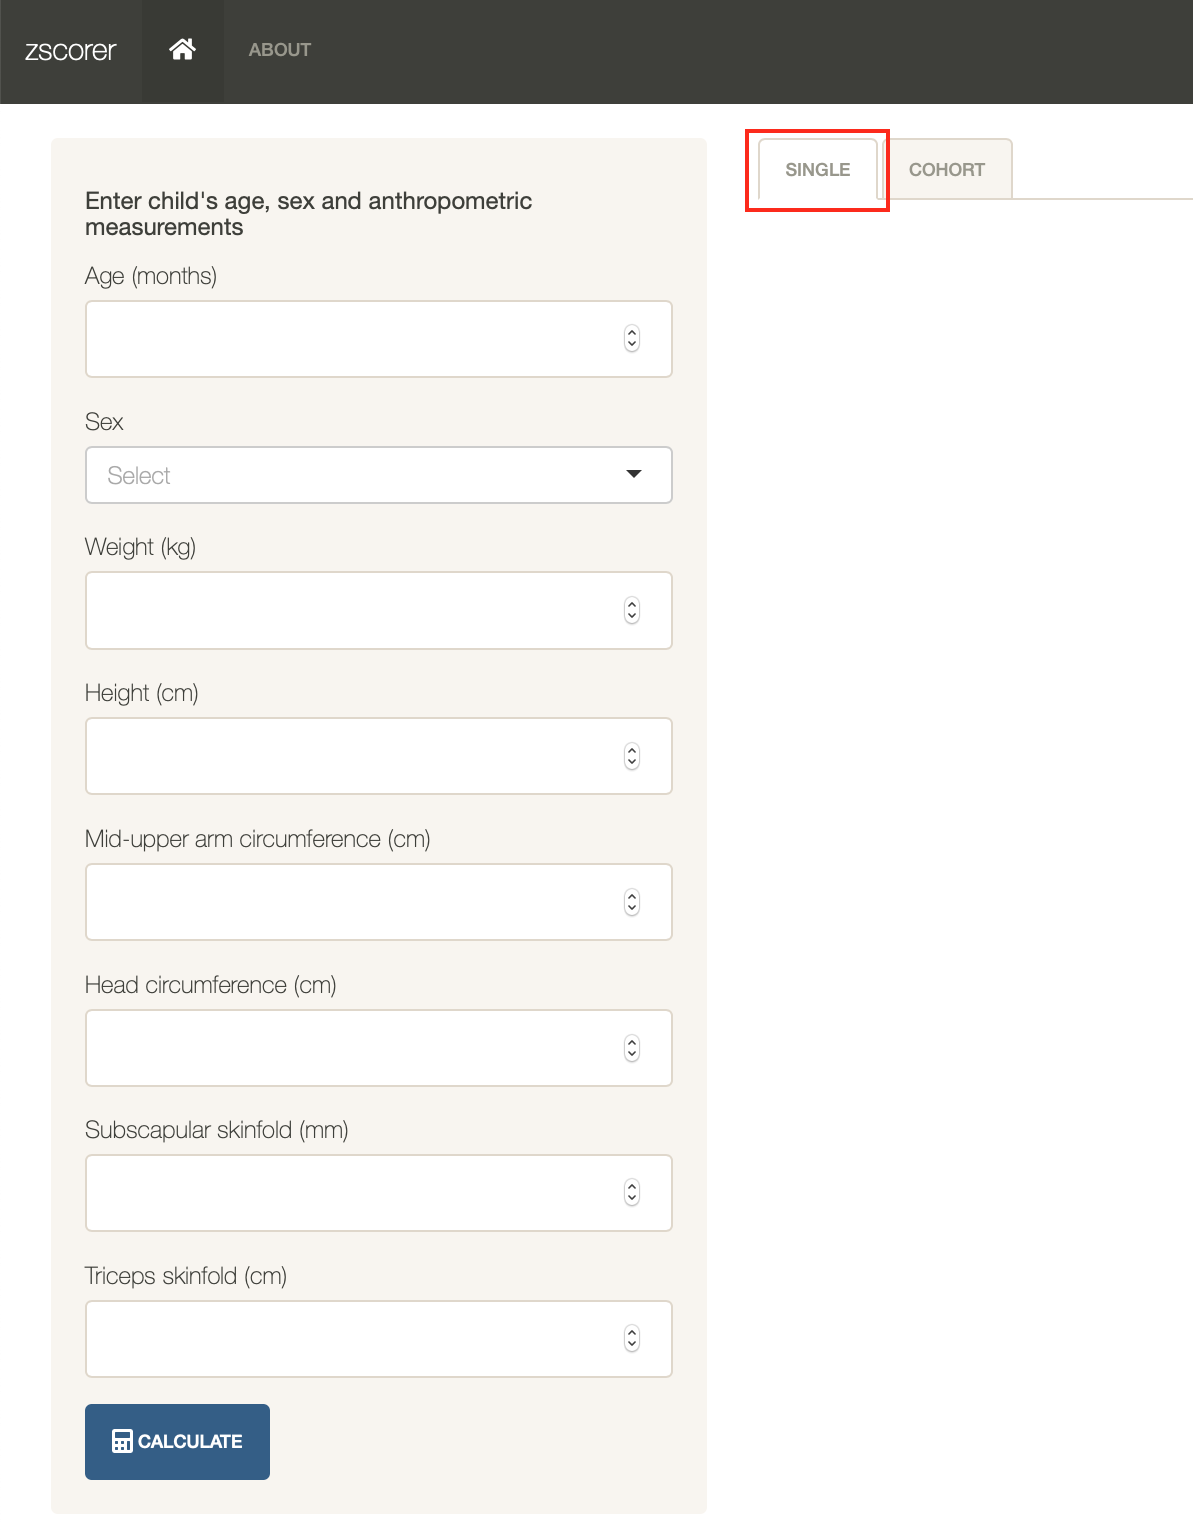 zscorer
ABOUT
SINGLE
COHORT
Enter child's age, sex and anthropometric
measurements
Age (months)
Sex
Select
Weight (kg)
Height (cm)
Mid-upper arm circumference (cm)
Head circumference (cm)
Subscapular skinfold (mm)
Triceps skinfold (cm)
CALCULATE